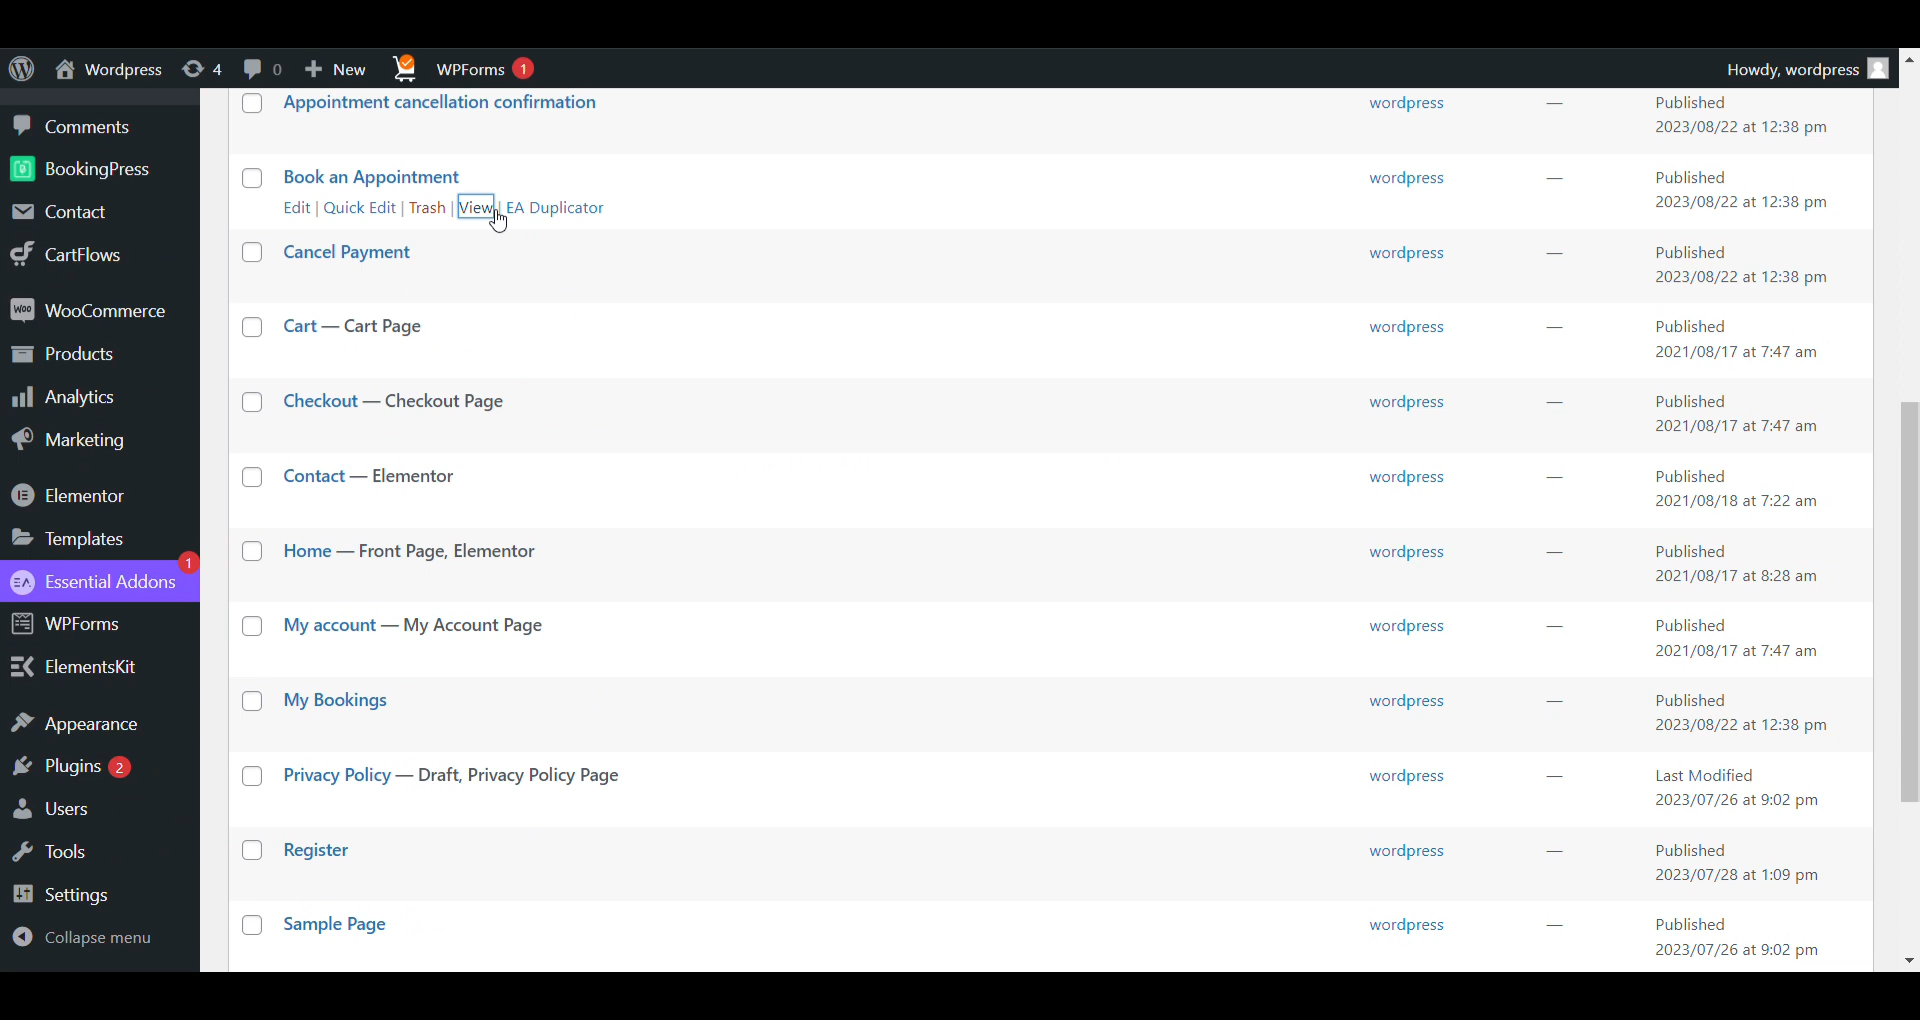 Wordpress 4 0 New WPForms 1 Howdy, wordpress
Comments
BookingPress
Contact
CartFlows
WooCommerce
Products
Analytics
Marketing
Elementor
Templates
1
Essential Addons
WPForms
ElementsKit
Appearance
Plugins 2
Users
Tools
Settings
Collapse menu
Appointment cancellation confirmation wordpress — Published
2023/08/22 at 12:38 pm
Book an Appointment wordpress — Published
Edit | Quick Edit | Trash | View | EA Duplicator 2023/08/22 at 12:38 pm
Cancel Payment wordpress — Published
2023/08/22 at 12:38 pm
Cart — Cart Page wordpress — Published
2021/08/17 at 7:47 am
Checkout — Checkout Page wordpress — Published
2021/08/17 at 7:47 am
Contact — Elementor wordpress — Published
2021/08/18 at 7:22 am
Home — Front Page, Elementor wordpress — Published
2021/08/17 at 8:28 am
My account — My Account Page wordpress — Published
2021/08/17 at 7:47 am
My Bookings wordpress — Published
2023/08/22 at 12:38 pm
Privacy Policy — Draft, Privacy Policy Page wordpress — Last Modified
2023/07/26 at 9:02 pm
Register wordpress — Published
2023/07/28 at 1:09 pm
Sample Page wordpress — Published
2023/07/26 at 9:02 pm